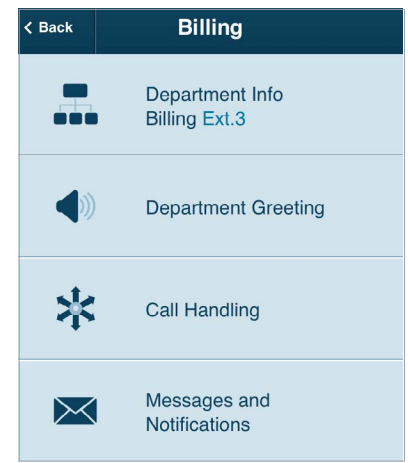 Back
Billing
Department Info
Billing Ext.3
Department Greeting
Call Handling
Messages and
Notifications